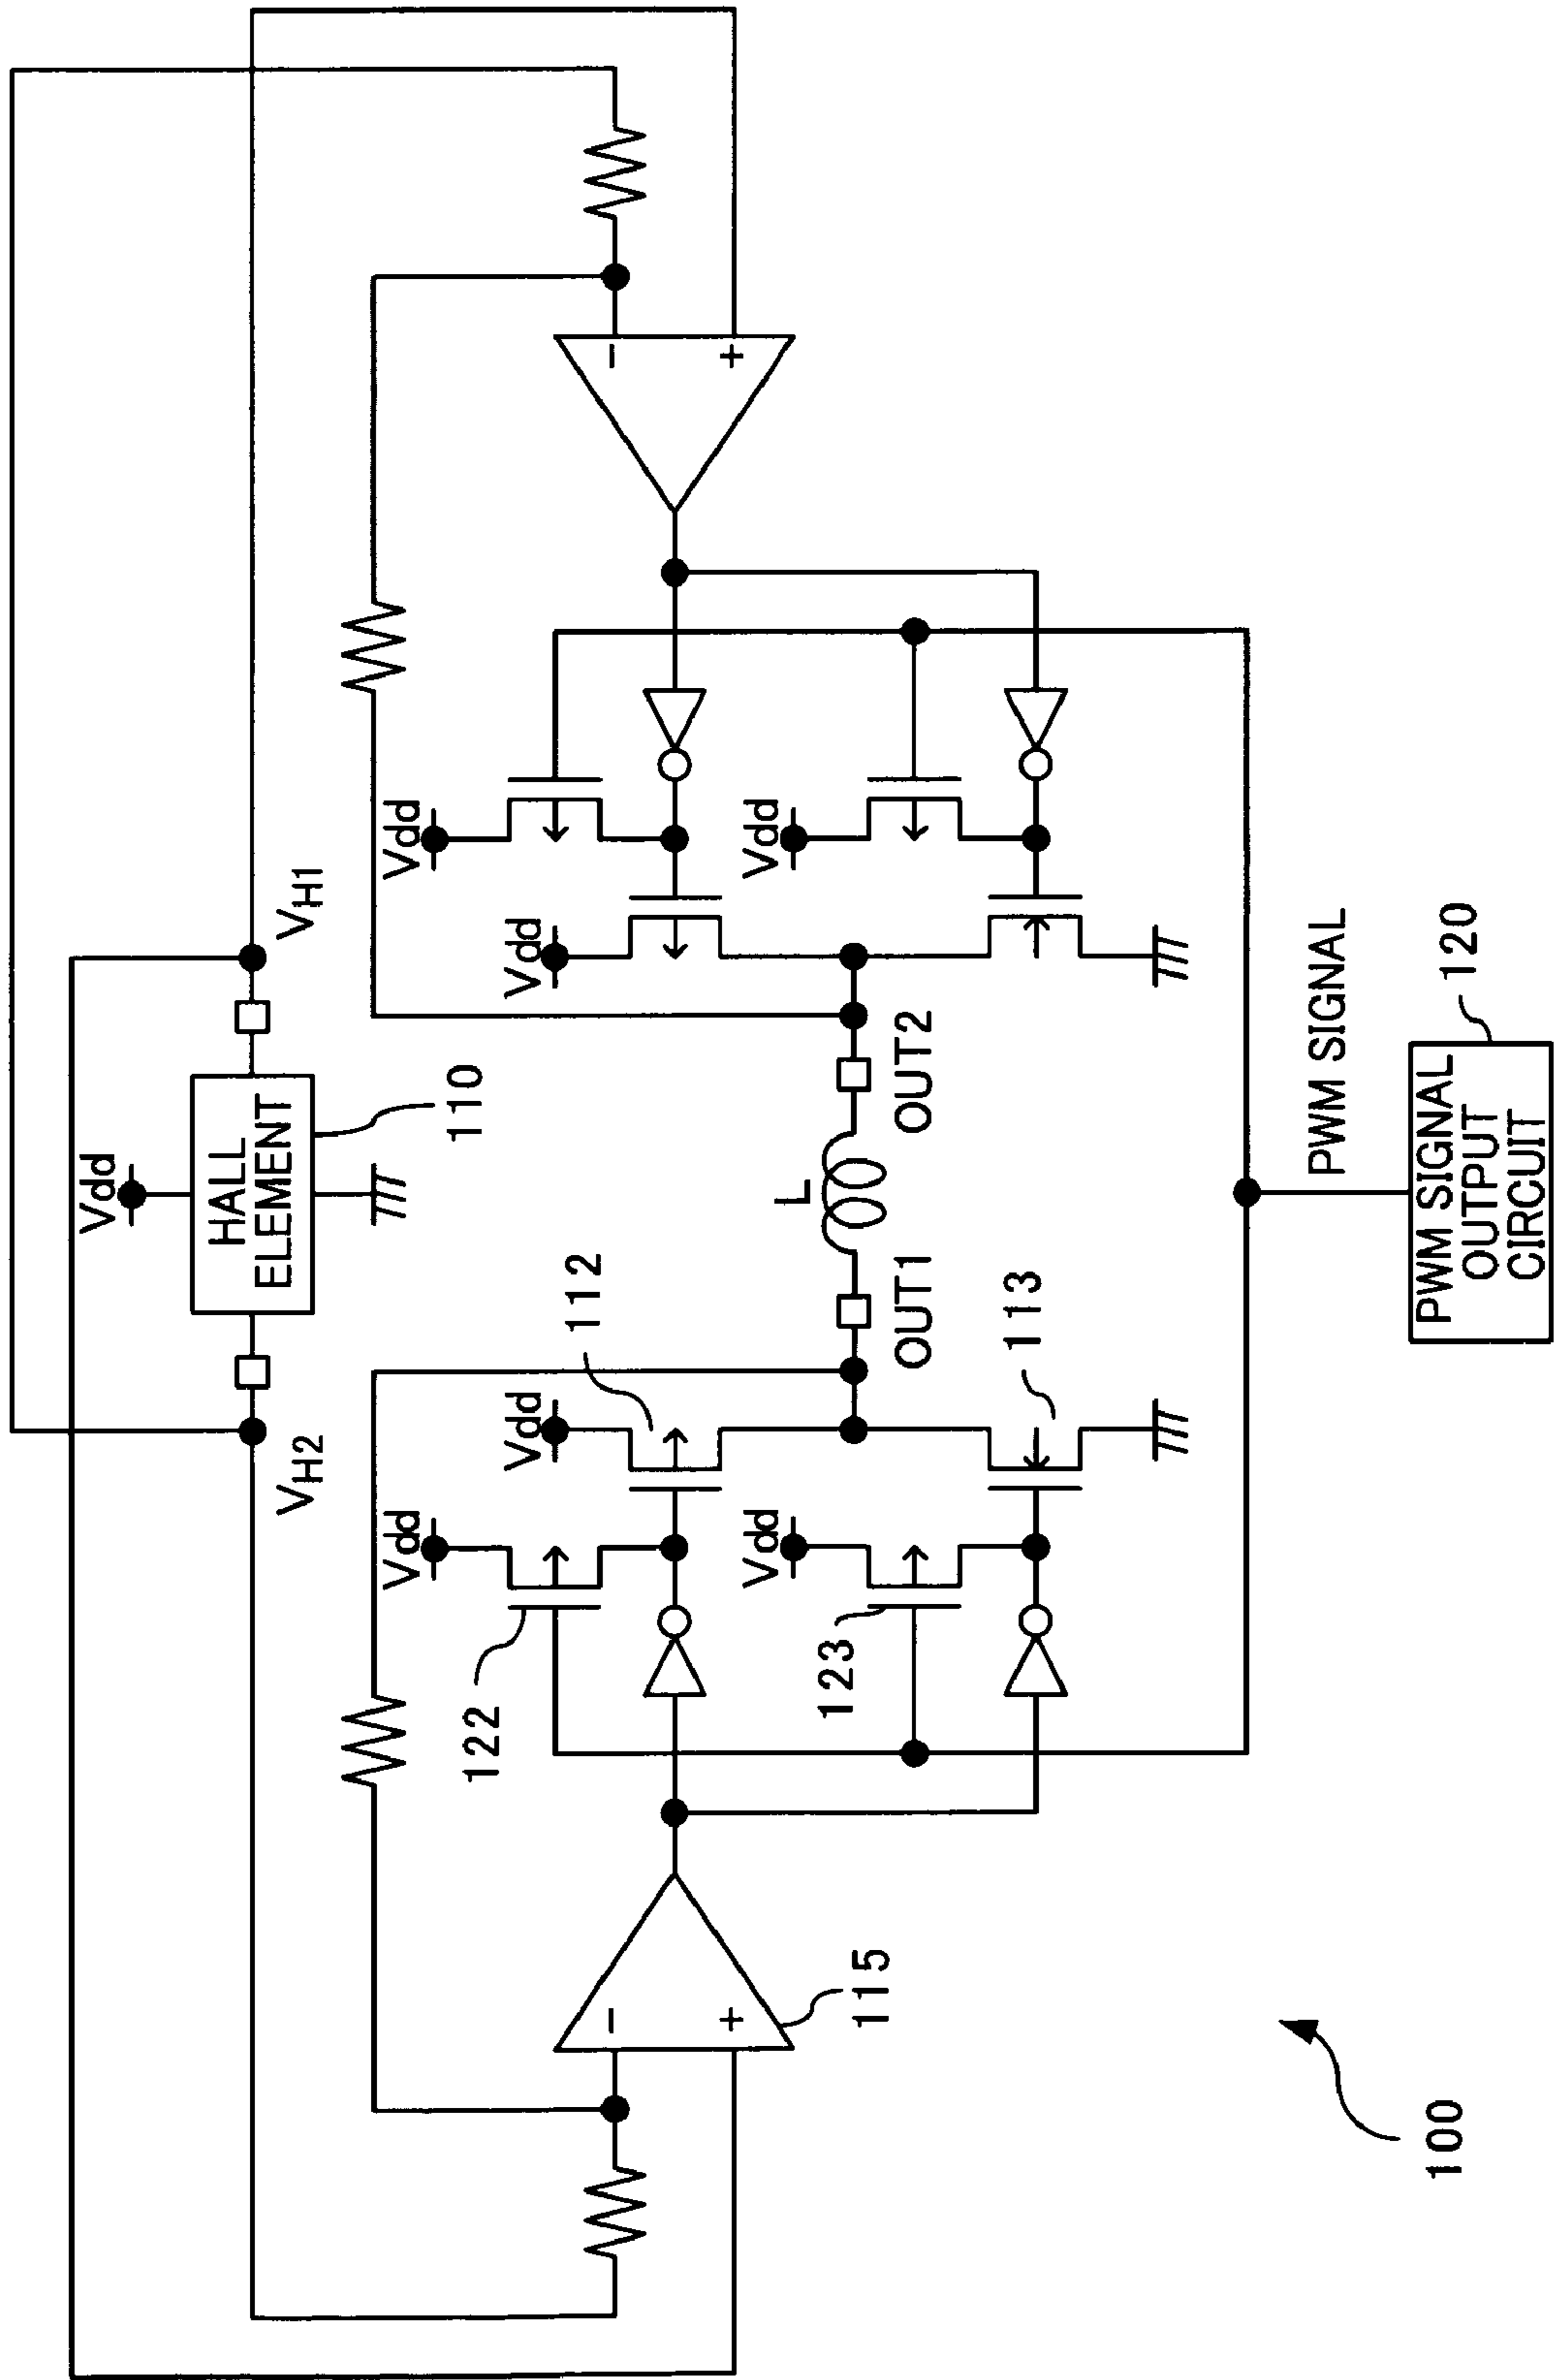 Vdd
HALL
ELEMENT
110
VH2
VH1
Vdd
Vdd
Vdd
Vdd
122
112
L
Vdd
Vdd
115
-
+
123
OUT1
OUT2
-
+
113
PWM SIGNAL
100
PWM SIGNAL
OUTPUT
CIRCUIT
120